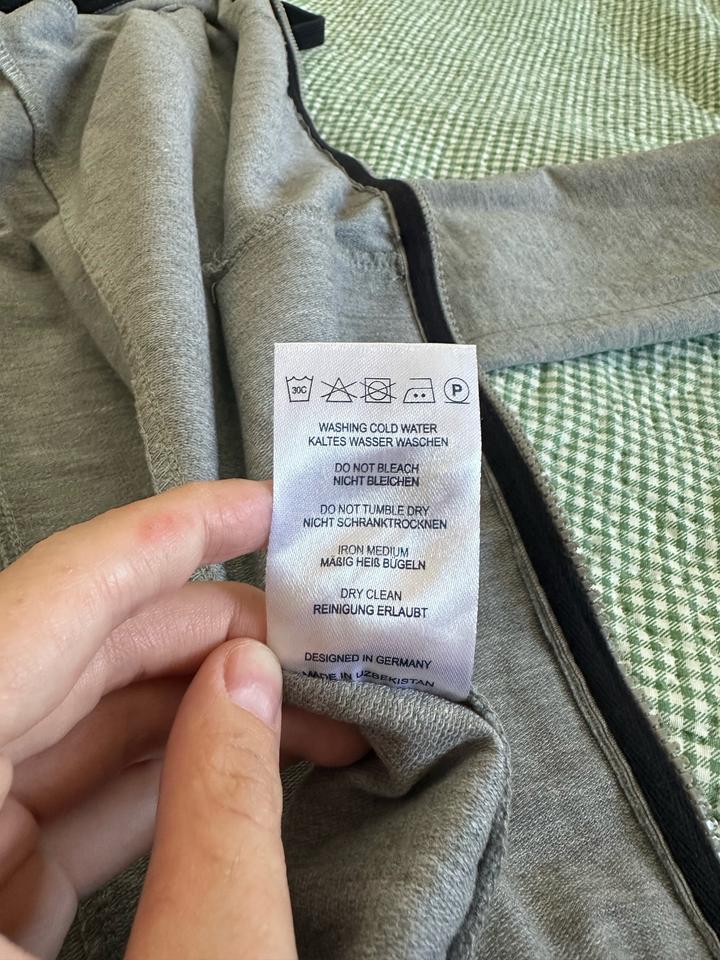 30C P
WASHING COLD WATER
KALTES WASSER WASCHEN
DO NOT BLEACH
NICHT BLEICHEN
DO NOT TUMBLE DRY
NICHT SCHRANKTROCKNEN
IRON MEDIUM
MÄßIG HEIß BÜGELN
DRY CLEAN
REINIGUNG ERLAUBT
DESIGNED IN GERMANY
MADE IN UZBEKISTAN